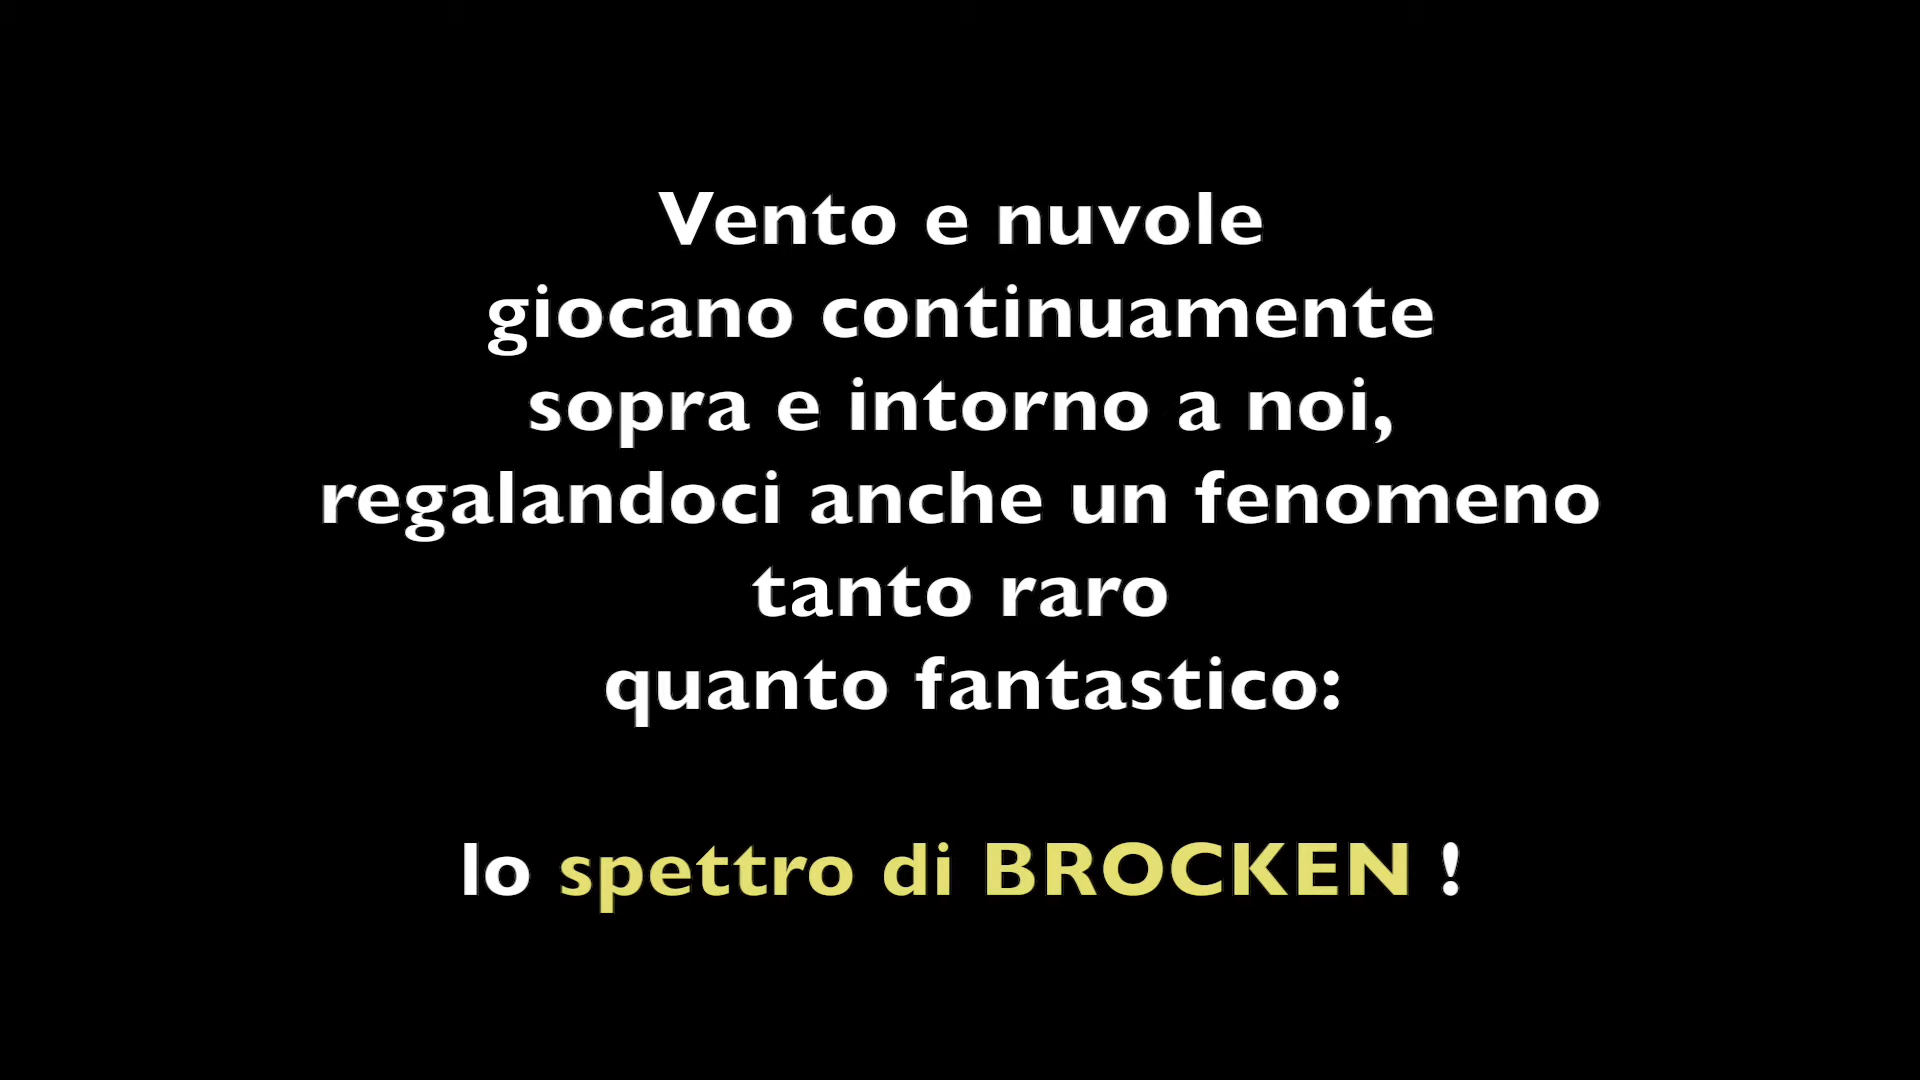 Vento e nuvole
giocano continuamente
sopra e intorno a noi,
regalandoci anche un fenomeno
tanto raro
quanto fantastico:
lo spettro di BROCKEN !